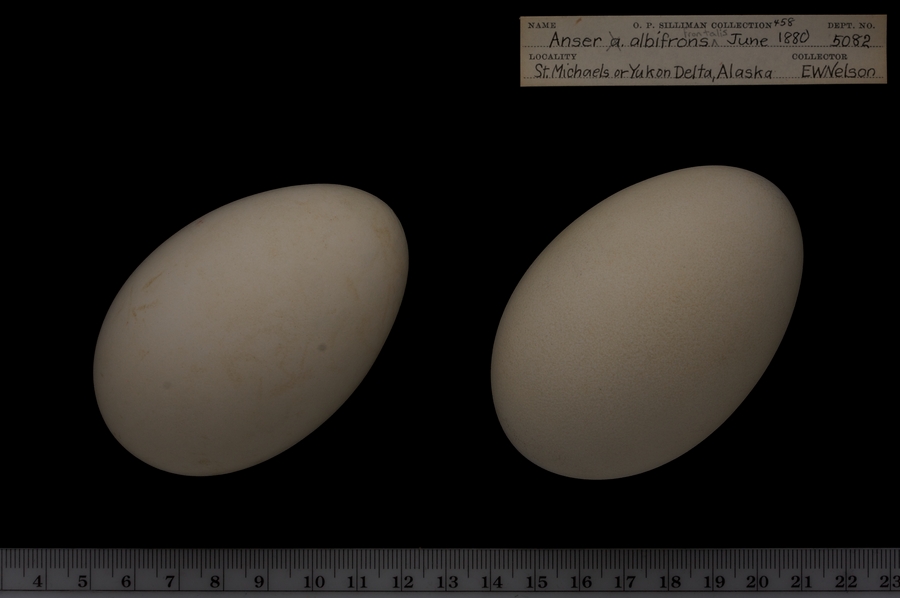 NAME O. P. SILLIMAN COLLECTION 458 DEPT. NO.
Anser a. albifrons frontalis June 1880 5082
LOCALITY COLLECTOR
St. Michaels or Yukon Delta, Alaska EWNelson
4 5 6 7 8 9 10 11 12 13 14 15 16 17 18 19 20 21 22 23